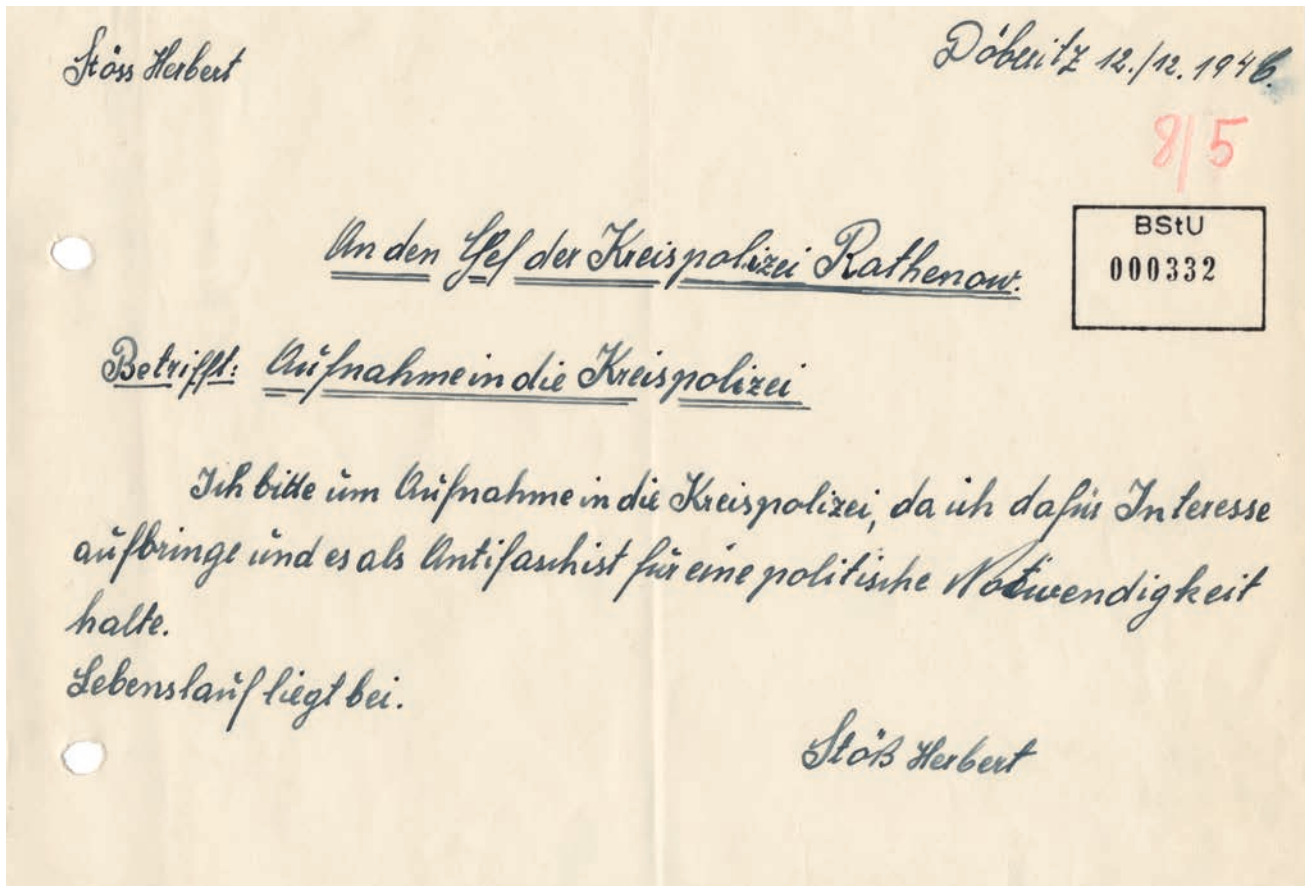 Stöss Herbert
Döberitz 12./12. 1946.
8/5
BStU
000332
An den Chef der Kreispolizei Rathenow.
Betrifft: Aufnahme in die Kreispolizei
Ich bitte um Aufnahme in die Kreispolizei, da ich dafür Interesse
aufbringe und es als Antifaschist für eine politische Notwendigkeit
halte.
Lebenslauf liegt bei.
Stöß Herbert